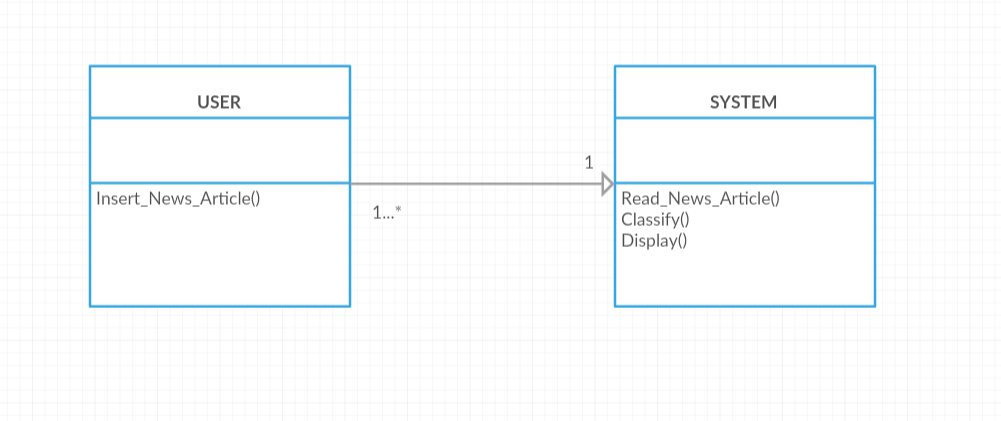 USER
Insert_News_Article()
1...*
1
SYSTEM
Read_News_Article()
Classify()
Display()